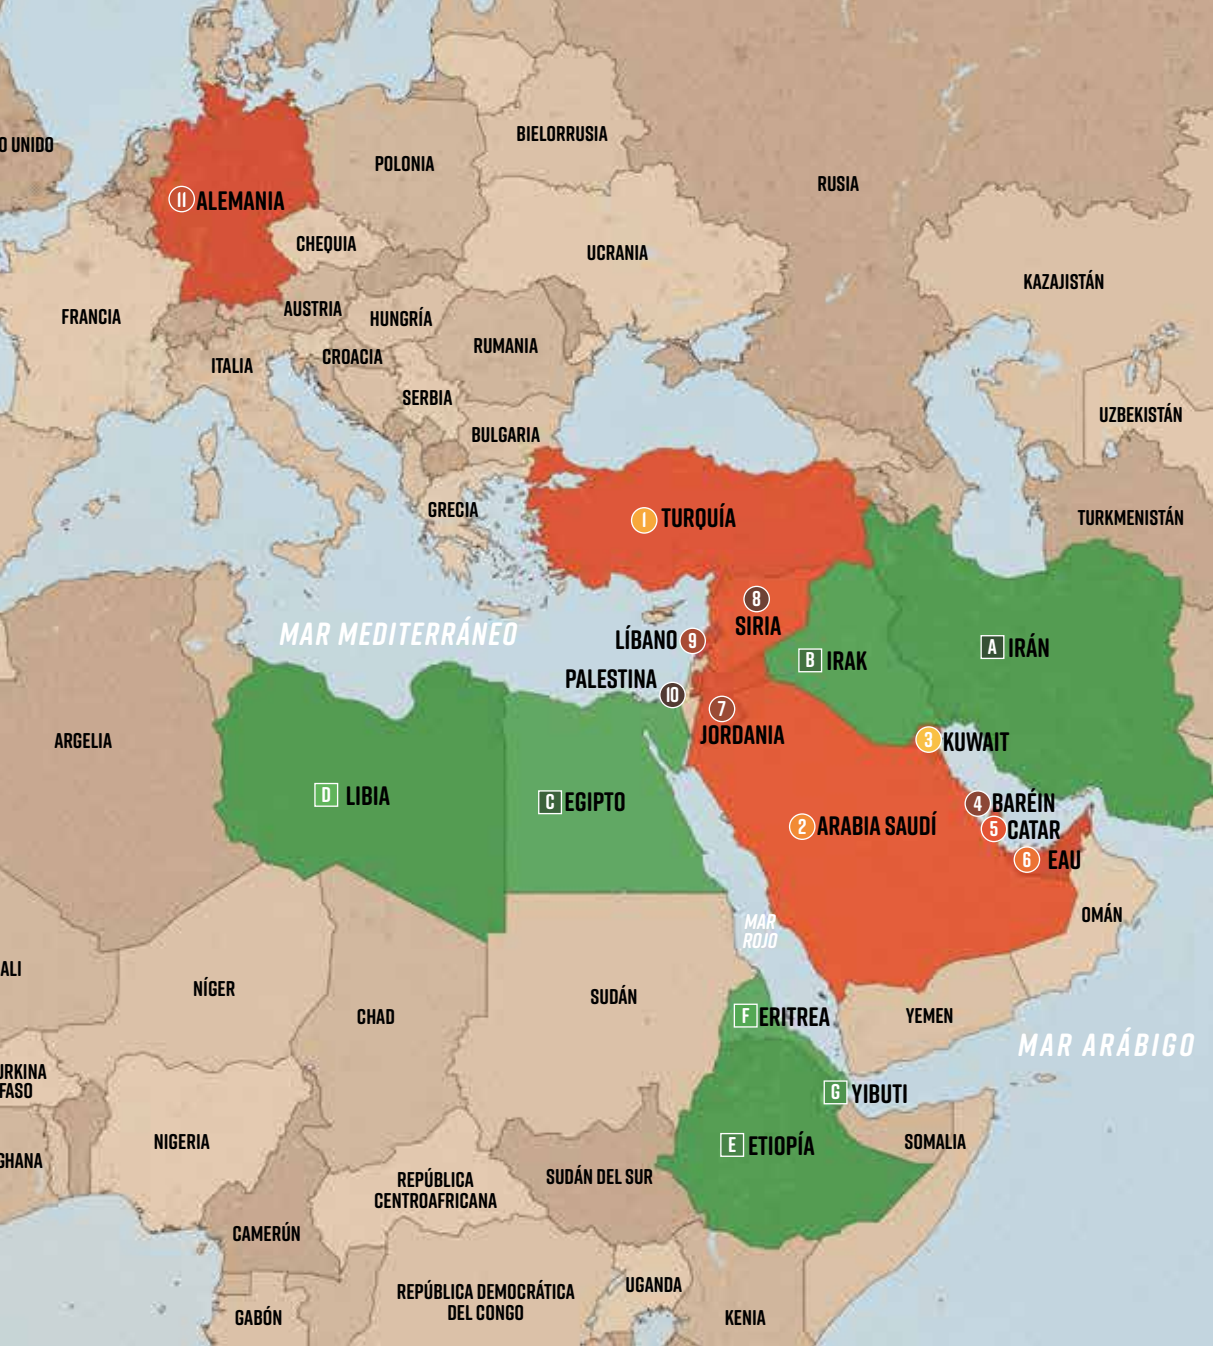 O UNIDO
BIELORRUSIA
POLONIA
RUSIA
11 ALEMANIA
CHEQUIA
UCRANIA
KAZAJISTÁN
AUSTRIA
FRANCIA
HUNGRÍA
RUMANIA
CROACIA
ITALIA
SERBIA
UZBEKISTÁN
BULGARIA
GRECIA
1 TURQUÍA
TURKMENISTÁN
8
SIRIA
MAR MEDITERRÁNEO
LÍBANO 9
A IRÁN
B IRAK
PALESTINA 10
7
JORDANIA
ARGELIA
3 KUWAIT
D LIBIA
C EGIPTO
4 BARÉIN
2 ARABIA SAUDÍ
5 CATAR
6 EAU
OMÁN
MAR
ROJO
ALI
NÍGER
SUDÁN
CHAD
F ERITREA
YEMEN
MAR ARÁBIGO
URKINA
FASO
G YIBUTI
NIGERIA
E ETIOPÍA
SOMALIA
GHANA
SUDÁN DEL SUR
REPÚBLICA
CENTROAFRICANA
CAMERÚN
UGANDA
REPÚBLICA DEMOCRÁTICA
DEL CONGO
GABÓN
KENIA